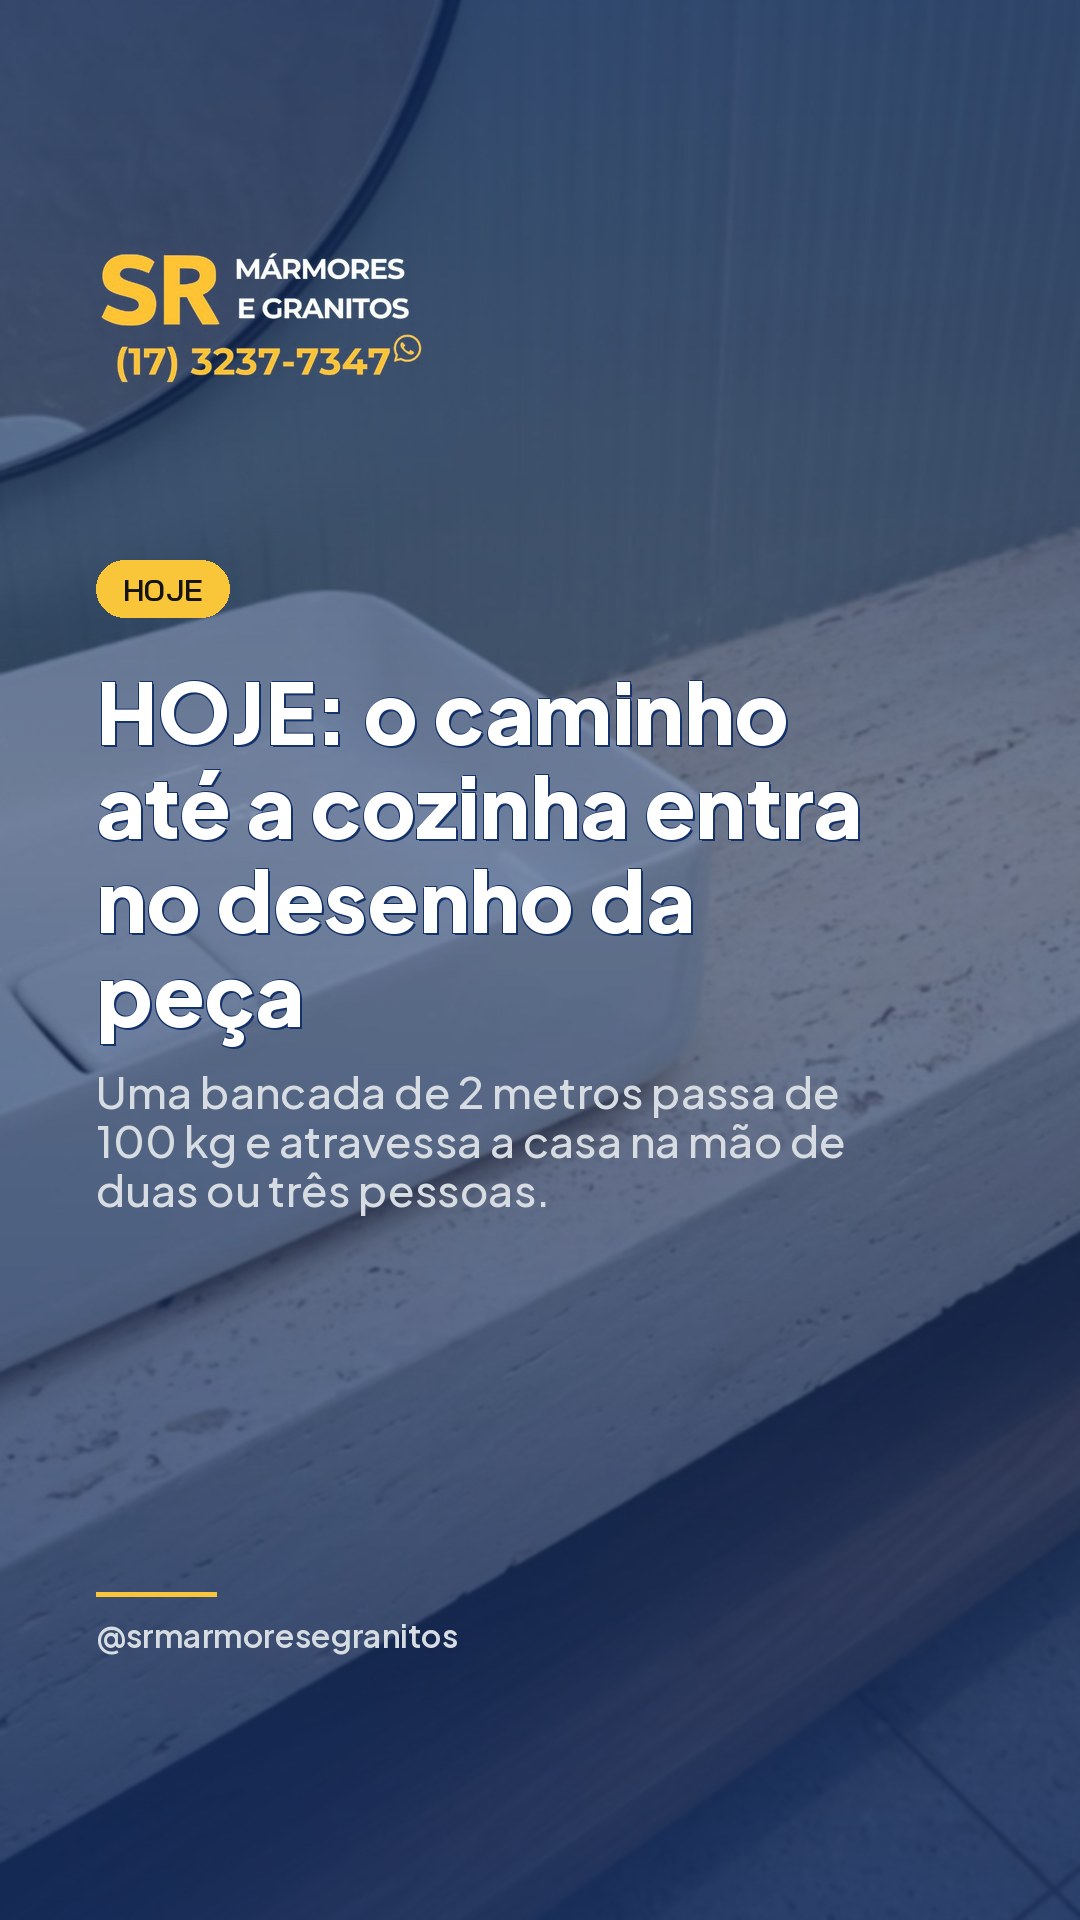 SR MÁRMORES
E GRANITOS
(17) 3237-7347
HOJE
HOJE: o caminho
até a cozinha entra
no desenho da
peça
Uma bancada de 2 metros passa de
100 kg e atravessa a casa na mão de
duas ou três pessoas.
@srmarmoresegranitos